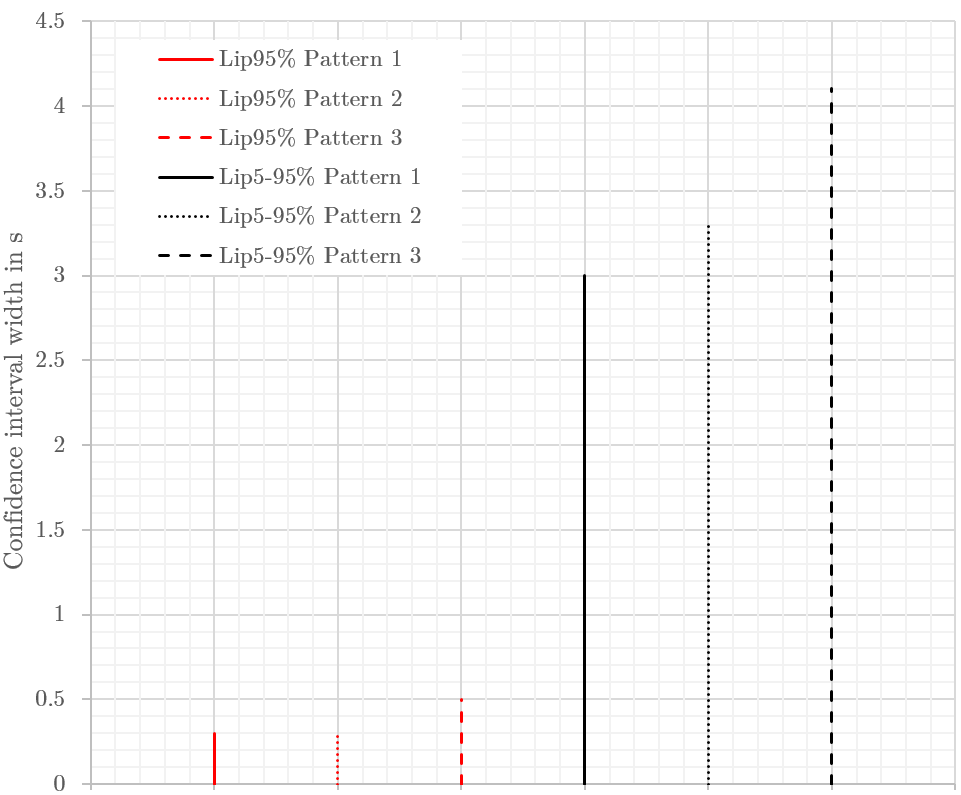 4.5
4
3.5
3
2.5
2
1.5
1
0.5
0
Confidence interval width in s
Lip95% Pattern 1
Lip95% Pattern 2
Lip95% Pattern 3
Lip5-95% Pattern 1
Lip5-95% Pattern 2
Lip5-95% Pattern 3